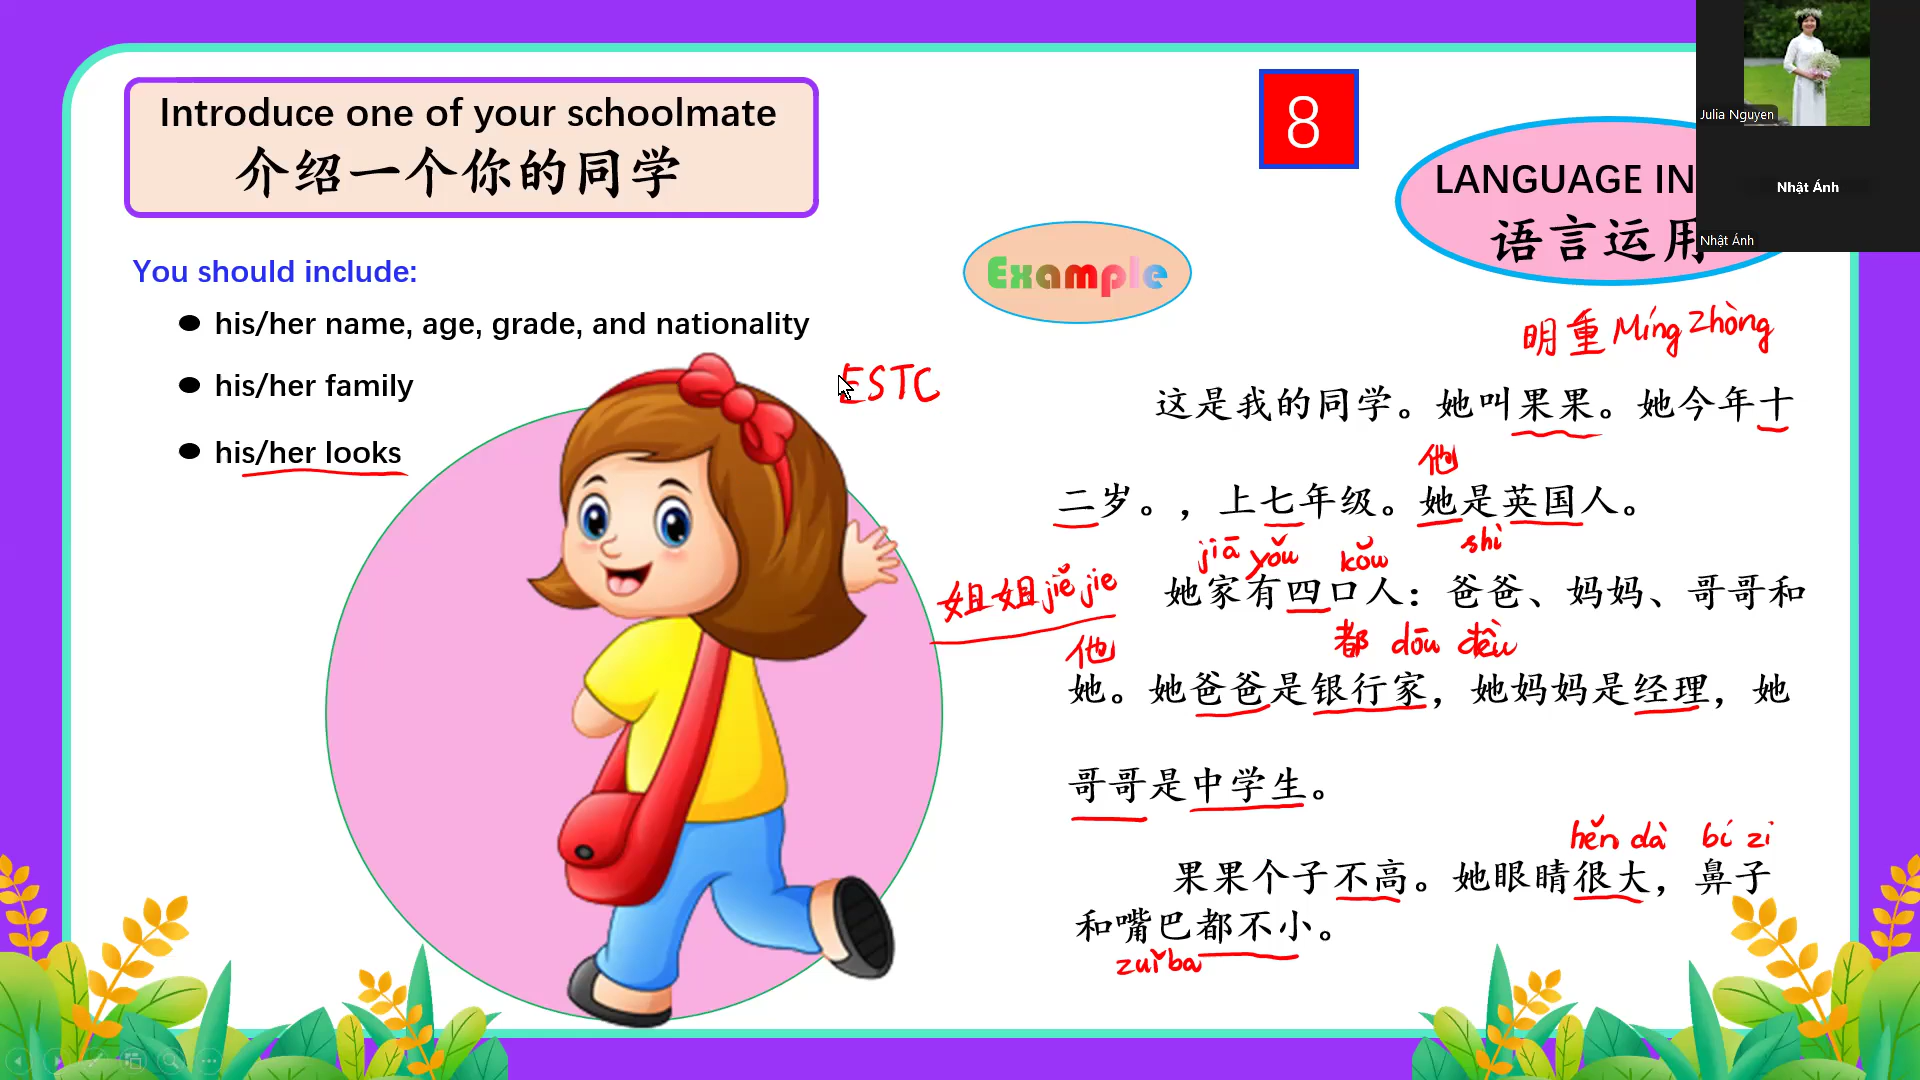 Introduce one of your schoolmate
介绍一个你的同学
8
LANGUAGE IN
语言运用
Julia Nguyen
Nhật Ánh
Nhật Ánh
You should include:
his/her name, age, grade, and nationality
his/her family
his/her looks
Example
ESTC
明重 Míng Zhòng
这是我的同学。她叫果果。她今年十
他
二岁。，上七年级。她是英国人。
jiā yǒu kǒu shì
姐姐 jiě jie
她家有四口人：爸爸、妈妈、哥哥和
他 都 dōu
她。她爸爸是银行家，她妈妈是经理，她
哥哥是中学生。
hěn dà bí zi
果果个子不高。她眼睛很大，鼻子
和嘴巴都不小。
zuǐ ba